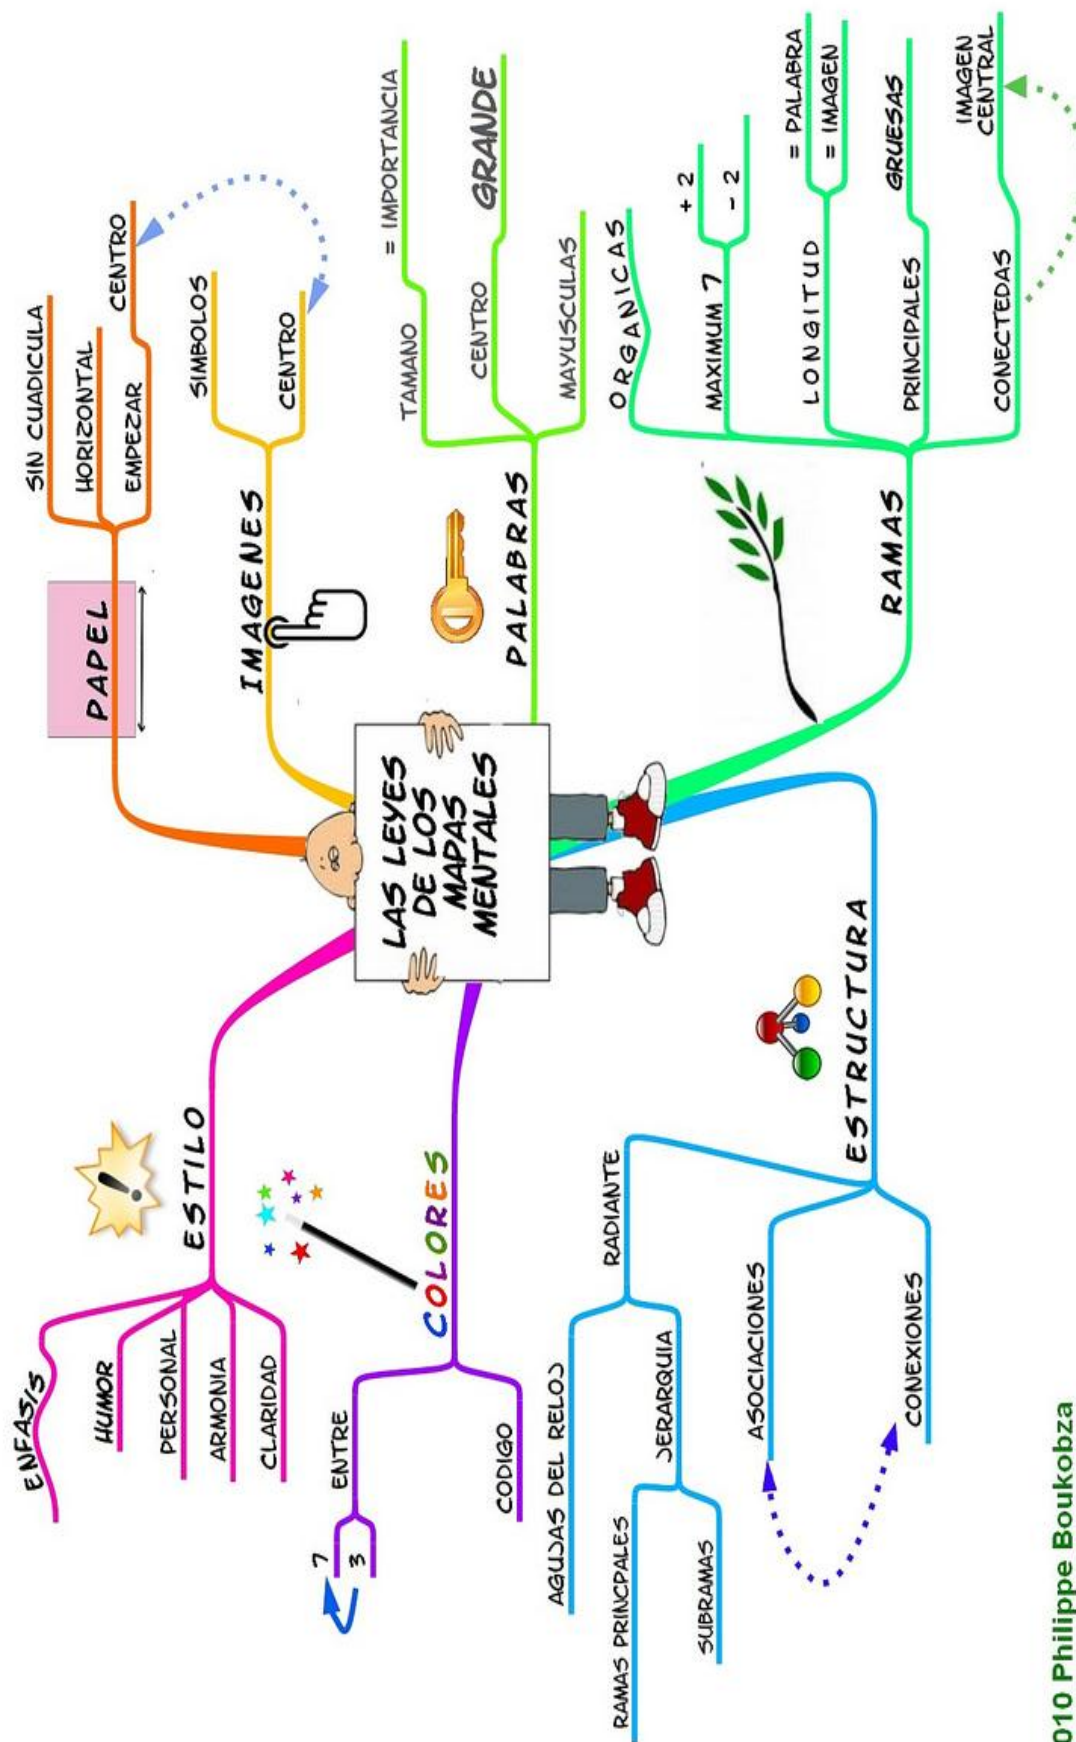 LAS LEYES
DE LOS
MAPAS
MENTALES
PAPEL
SIN CUADICULA
HORIZONTAL
EMPEZAR
CENTRO
IMAGENES
SIMBOLOS
CENTRO
PALABRAS
TAMANO
= IMPORTANCIA
CENTRO
GRANDE
MAYUSCULAS
RAMAS
ORGANICAS
MAXIMUM 7
+ 2
- 2
LONGITUD
= PALABRA
= IMAGEN
PRINCIPALES
GRUESAS
CONECTEDAS
IMAGEN
CENTRAL
ESTRUCTURA
RADIANTE
AGUJAS DEL RELOJ
JERARQUIA
RAMAS PRINCPALES
SUBRAMAS
ASOCIACIONES
CONEXIONES
COLORES
ENTRE
7
3
CODIGO
ESTILO
ENFASIS
HUMOR
PERSONAL
ARMONIA
CLARIDAD
010 Philippe Boukobza